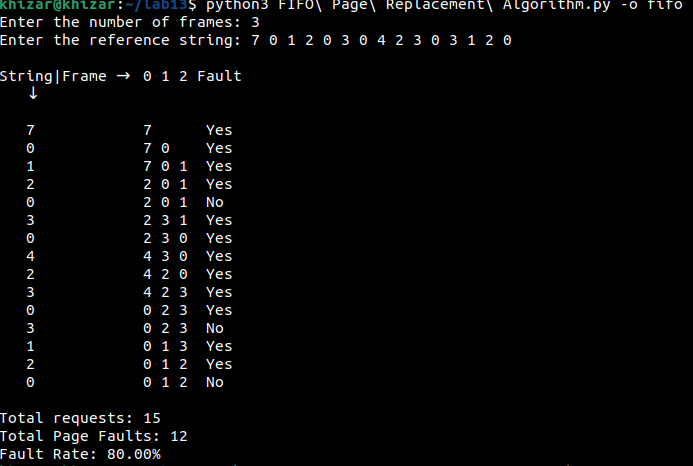 khizar@khizar:~/lab13$ python3 FIFO\ Page\ Replacement\ Algorithm.py -o fifo
Enter the number of frames: 3
Enter the reference string: 7 0 1 2 0 3 0 4 2 3 0 3 1 2 0
String|Frame → 0 1 2 Fault
↓
7 7 Yes
0 7 0 Yes
1 7 0 1 Yes
2 2 0 1 Yes
0 2 0 1 No
3 2 3 1 Yes
0 2 3 0 Yes
4 4 3 0 Yes
2 4 2 0 Yes
3 4 2 3 Yes
0 0 2 3 Yes
3 0 2 3 No
1 0 1 3 Yes
2 0 1 2 Yes
0 0 1 2 No
Total requests: 15
Total Page Faults: 12
Fault Rate: 80.00%